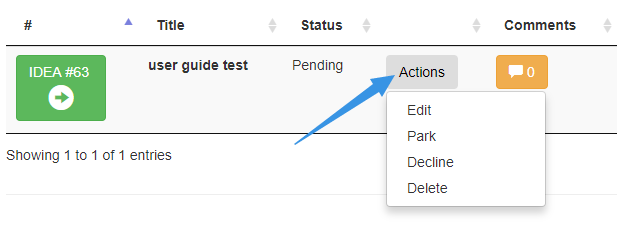 # Title Status Comments
IDEA #63 user guide test Pending Actions 0
Edit
Park
Decline
Delete
Showing 1 to 1 of 1 entries